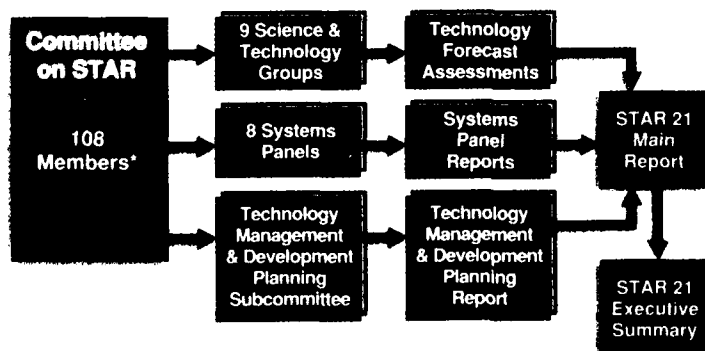 Committee
on STAR
108
Members*
9 Science &
Technology
Groups
Technology
Forecast
Assessments
8 Systems
Panels
Systems
Panel
Reports
Technology
Management
& Development
Planning
Subcommittee
Technology
Management
& Development
Planning
Report
STAR 21
Main
Report
STAR 21
Executive
Summary